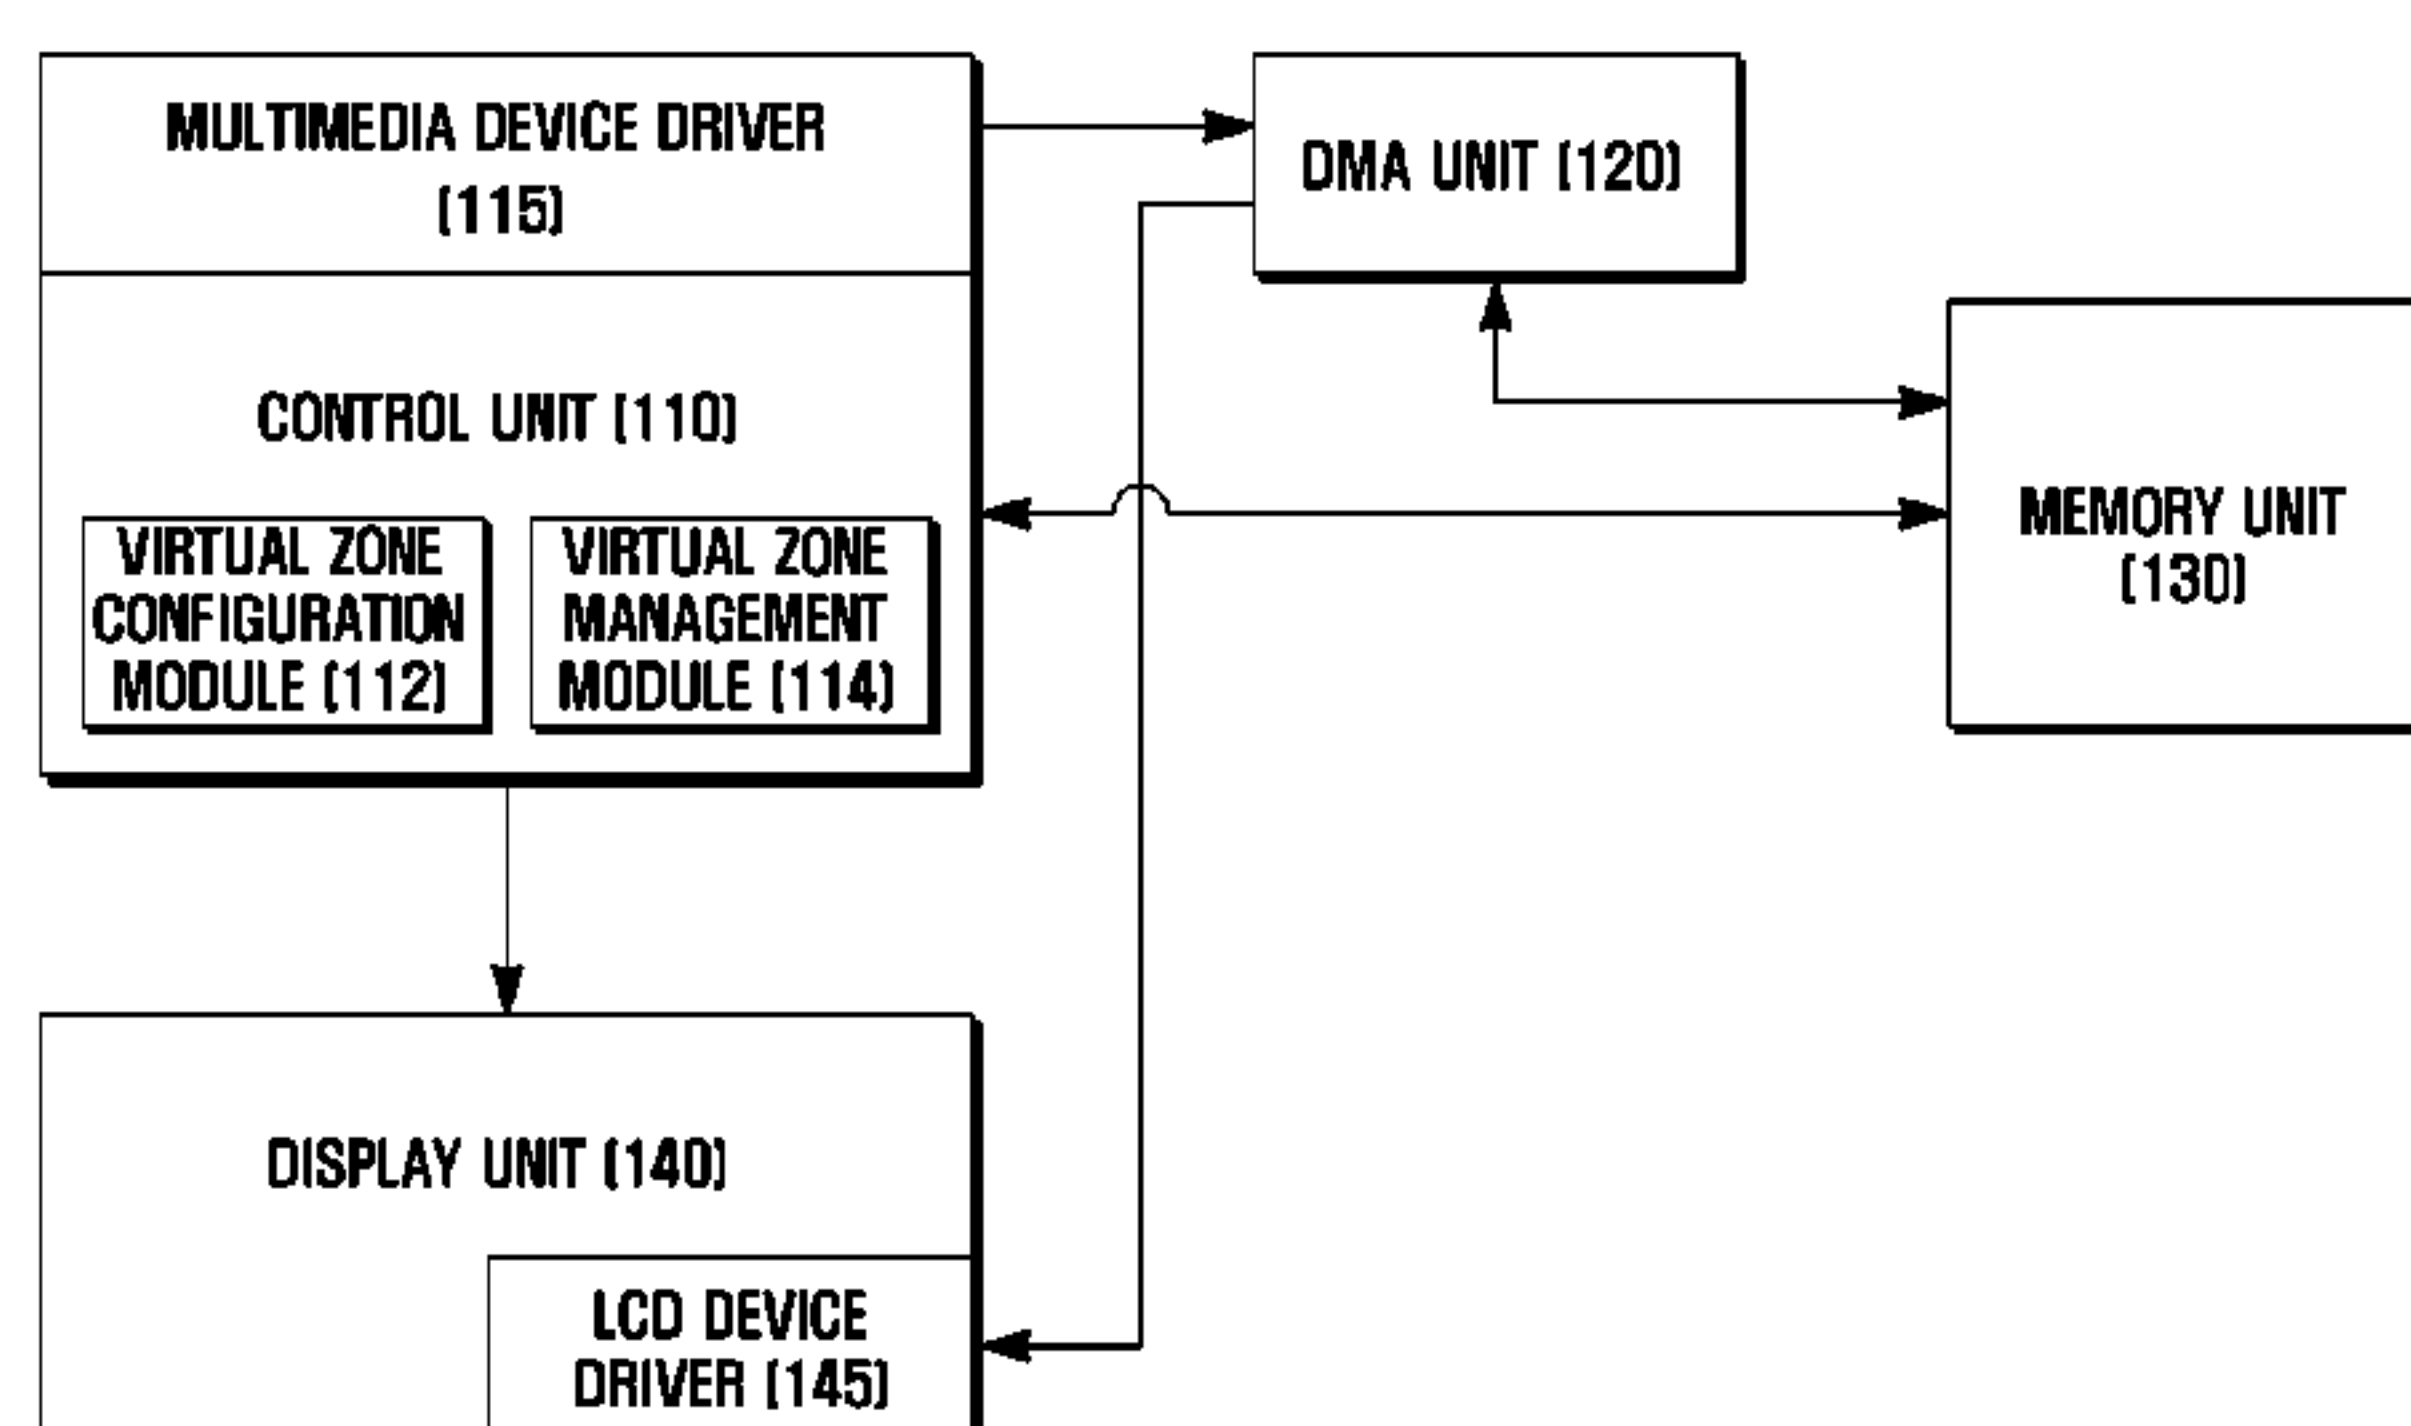 MULTIMEDIA DEVICE DRIVER
(115)
DMA UNIT (120)
CONTROL UNIT (110)
VIRTUAL ZONE
CONFIGURATION
MODULE (112)
VIRTUAL ZONE
MANAGEMENT
MODULE (114)
MEMORY UNIT
(130)
DISPLAY UNIT (140)
LCD DEVICE
DRIVER (145)